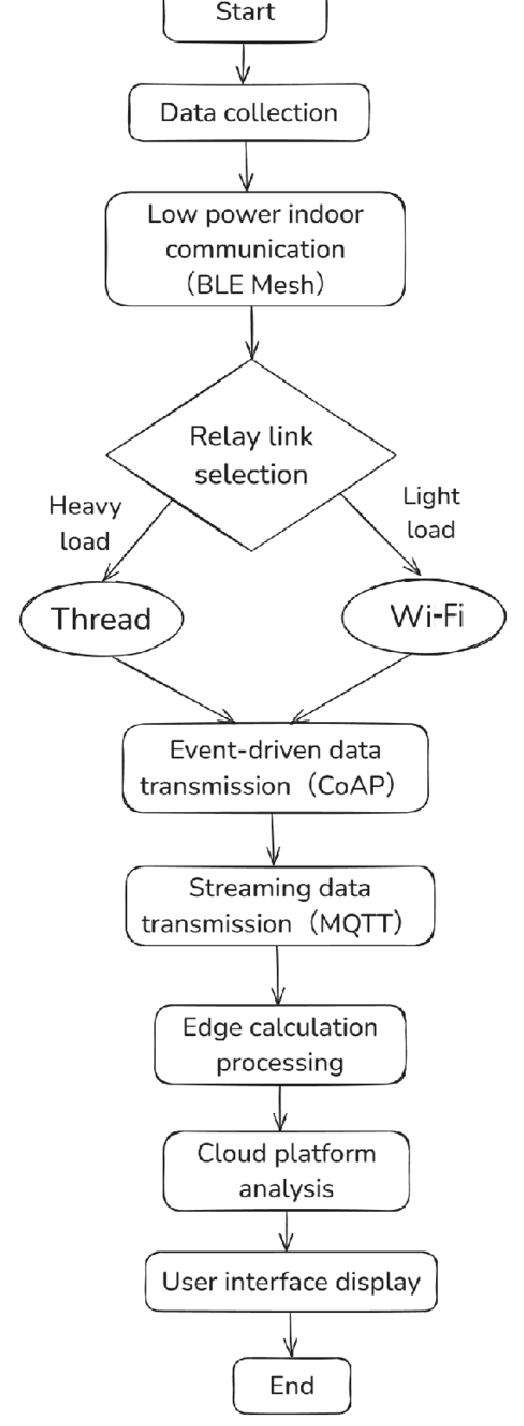 Start
Data collection
Low power indoor
communication
（BLE Mesh）
Relay link
selection
Heavy
load
Light
load
Thread
Wi-Fi
Event-driven data
transmission（CoAP）
Streaming data
transmission（MQTT）
Edge calculation
processing
Cloud platform
analysis
User interface display
End